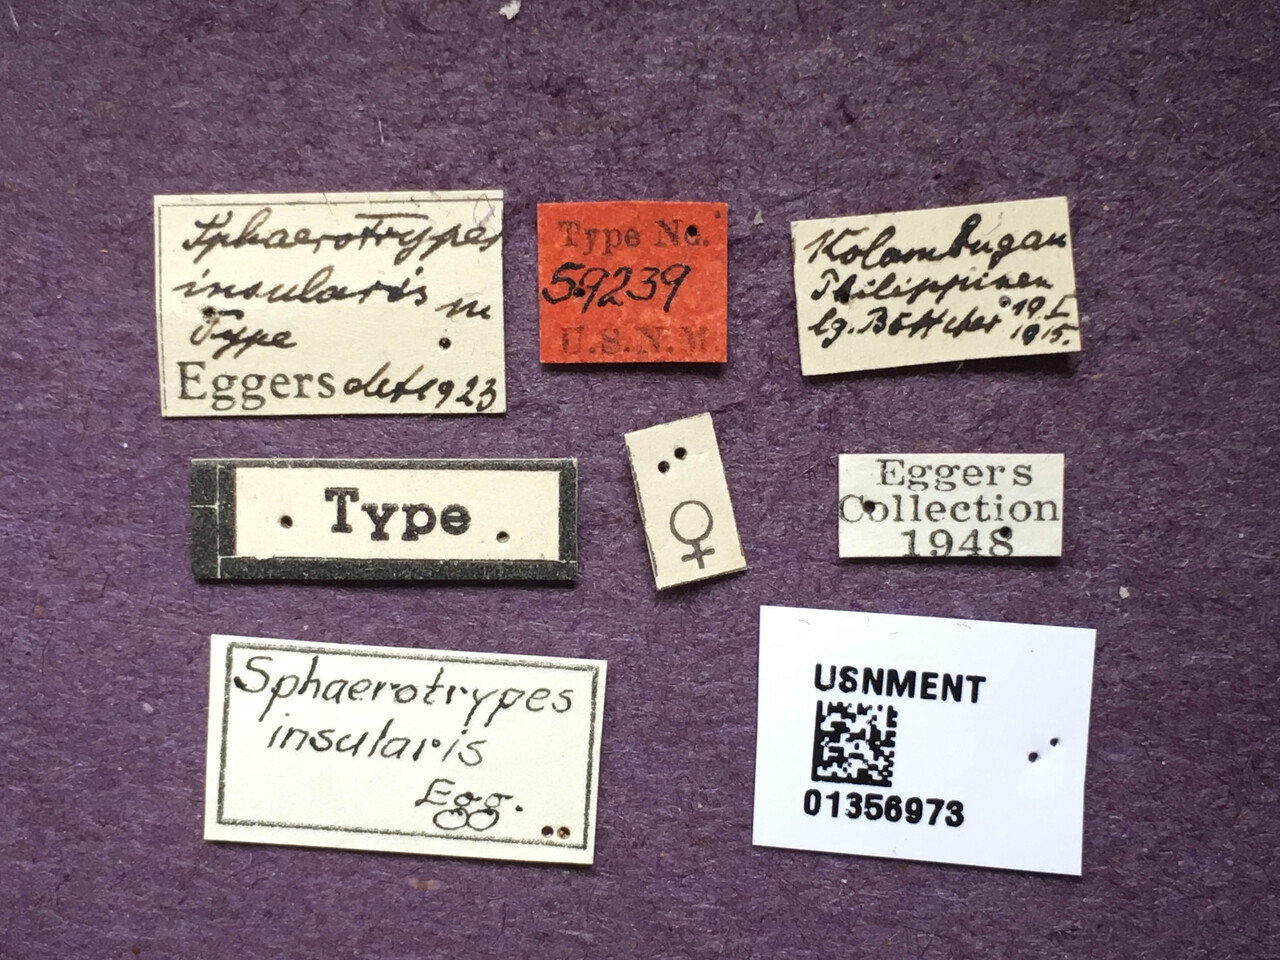 Sphaerotrypes
insularis n
Type
Eggers det 1923
Type No.
59239
U.S.N.M
Kolambugan
Philippinen
lg. Böttcher 19 I
1915.
Type
♀
Eggers
Collection
1948
Sphaerotrypes
insularis
Egg.
USNMENT
01356973